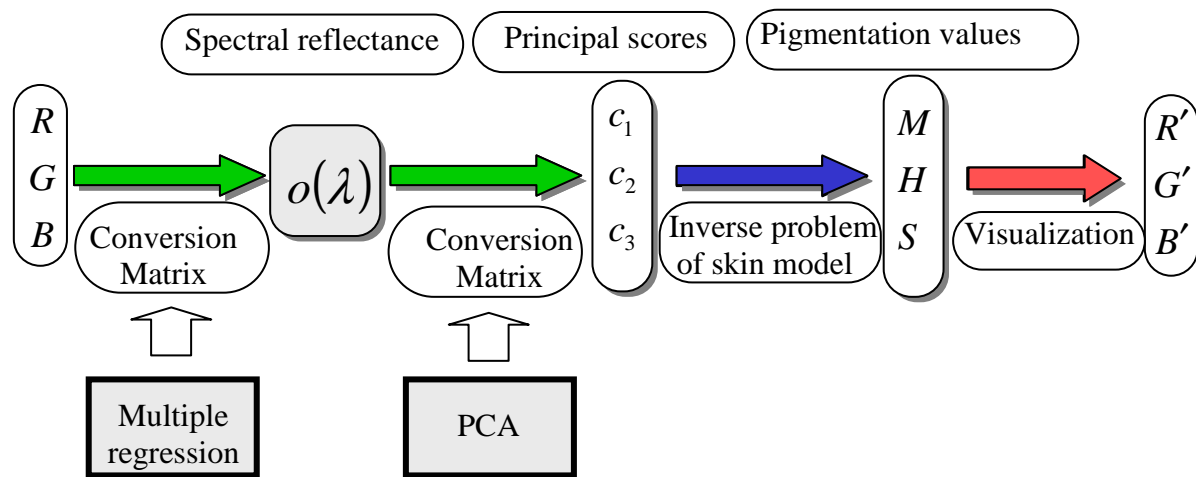 Spectral reflectance
Principal scores
Pigmentation values
R
G
B
Conversion
Matrix
o(λ)
Conversion
Matrix
c₁
c₂
c₃
Inverse problem
of skin model
M
H
S
Visualization
R′
G′
B′
Multiple
regression
PCA